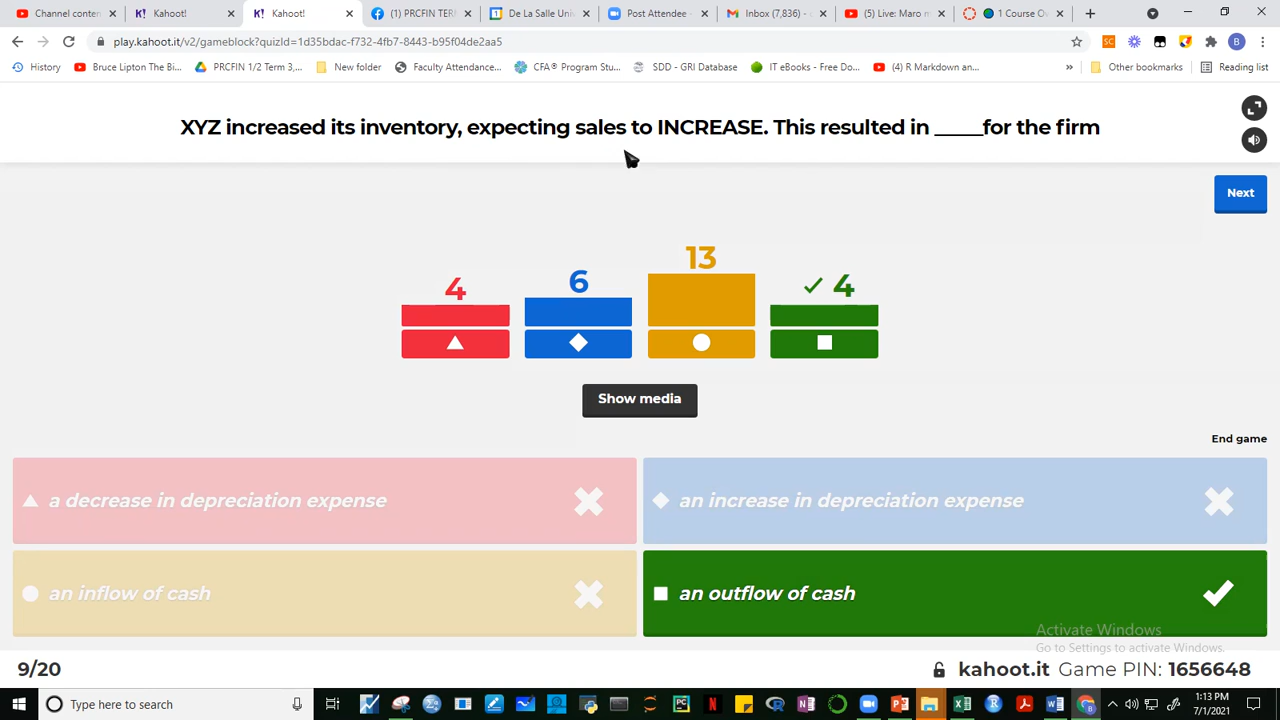 Channel conten
K! Kahoot!
K! Kahoot!
(1) PRCFIN TER
De La Salle Univ
Post Attendee -
Inbox (7,836) -
(5) Live: Maro n
1 Course Ov
play.kahoot.it/v2/gameblock?quizId=1d35bdac-f732-4fb7-8443-b95f04de2aa5
SC
B
History
Bruce Lipton The Bi...
PRCFIN 1/2 Term 3,...
New folder
Faculty Attendance...
CFA® Program Stu...
SDD - GRI Database
IT eBooks - Free Do...
(4) R Markdown an...
»
Other bookmarks
Reading list
XYZ increased its inventory, expecting sales to INCREASE. This resulted in _____for the firm
Next
4
6
13
4
Show media
End game
a decrease in depreciation expense
an increase in depreciation expense
an inflow of cash
an outflow of cash
Activate Windows
Go to Settings to activate Windows.
9/20
kahoot.it Game PIN: 1656648
Type here to search
1:13 PM
7/1/2021